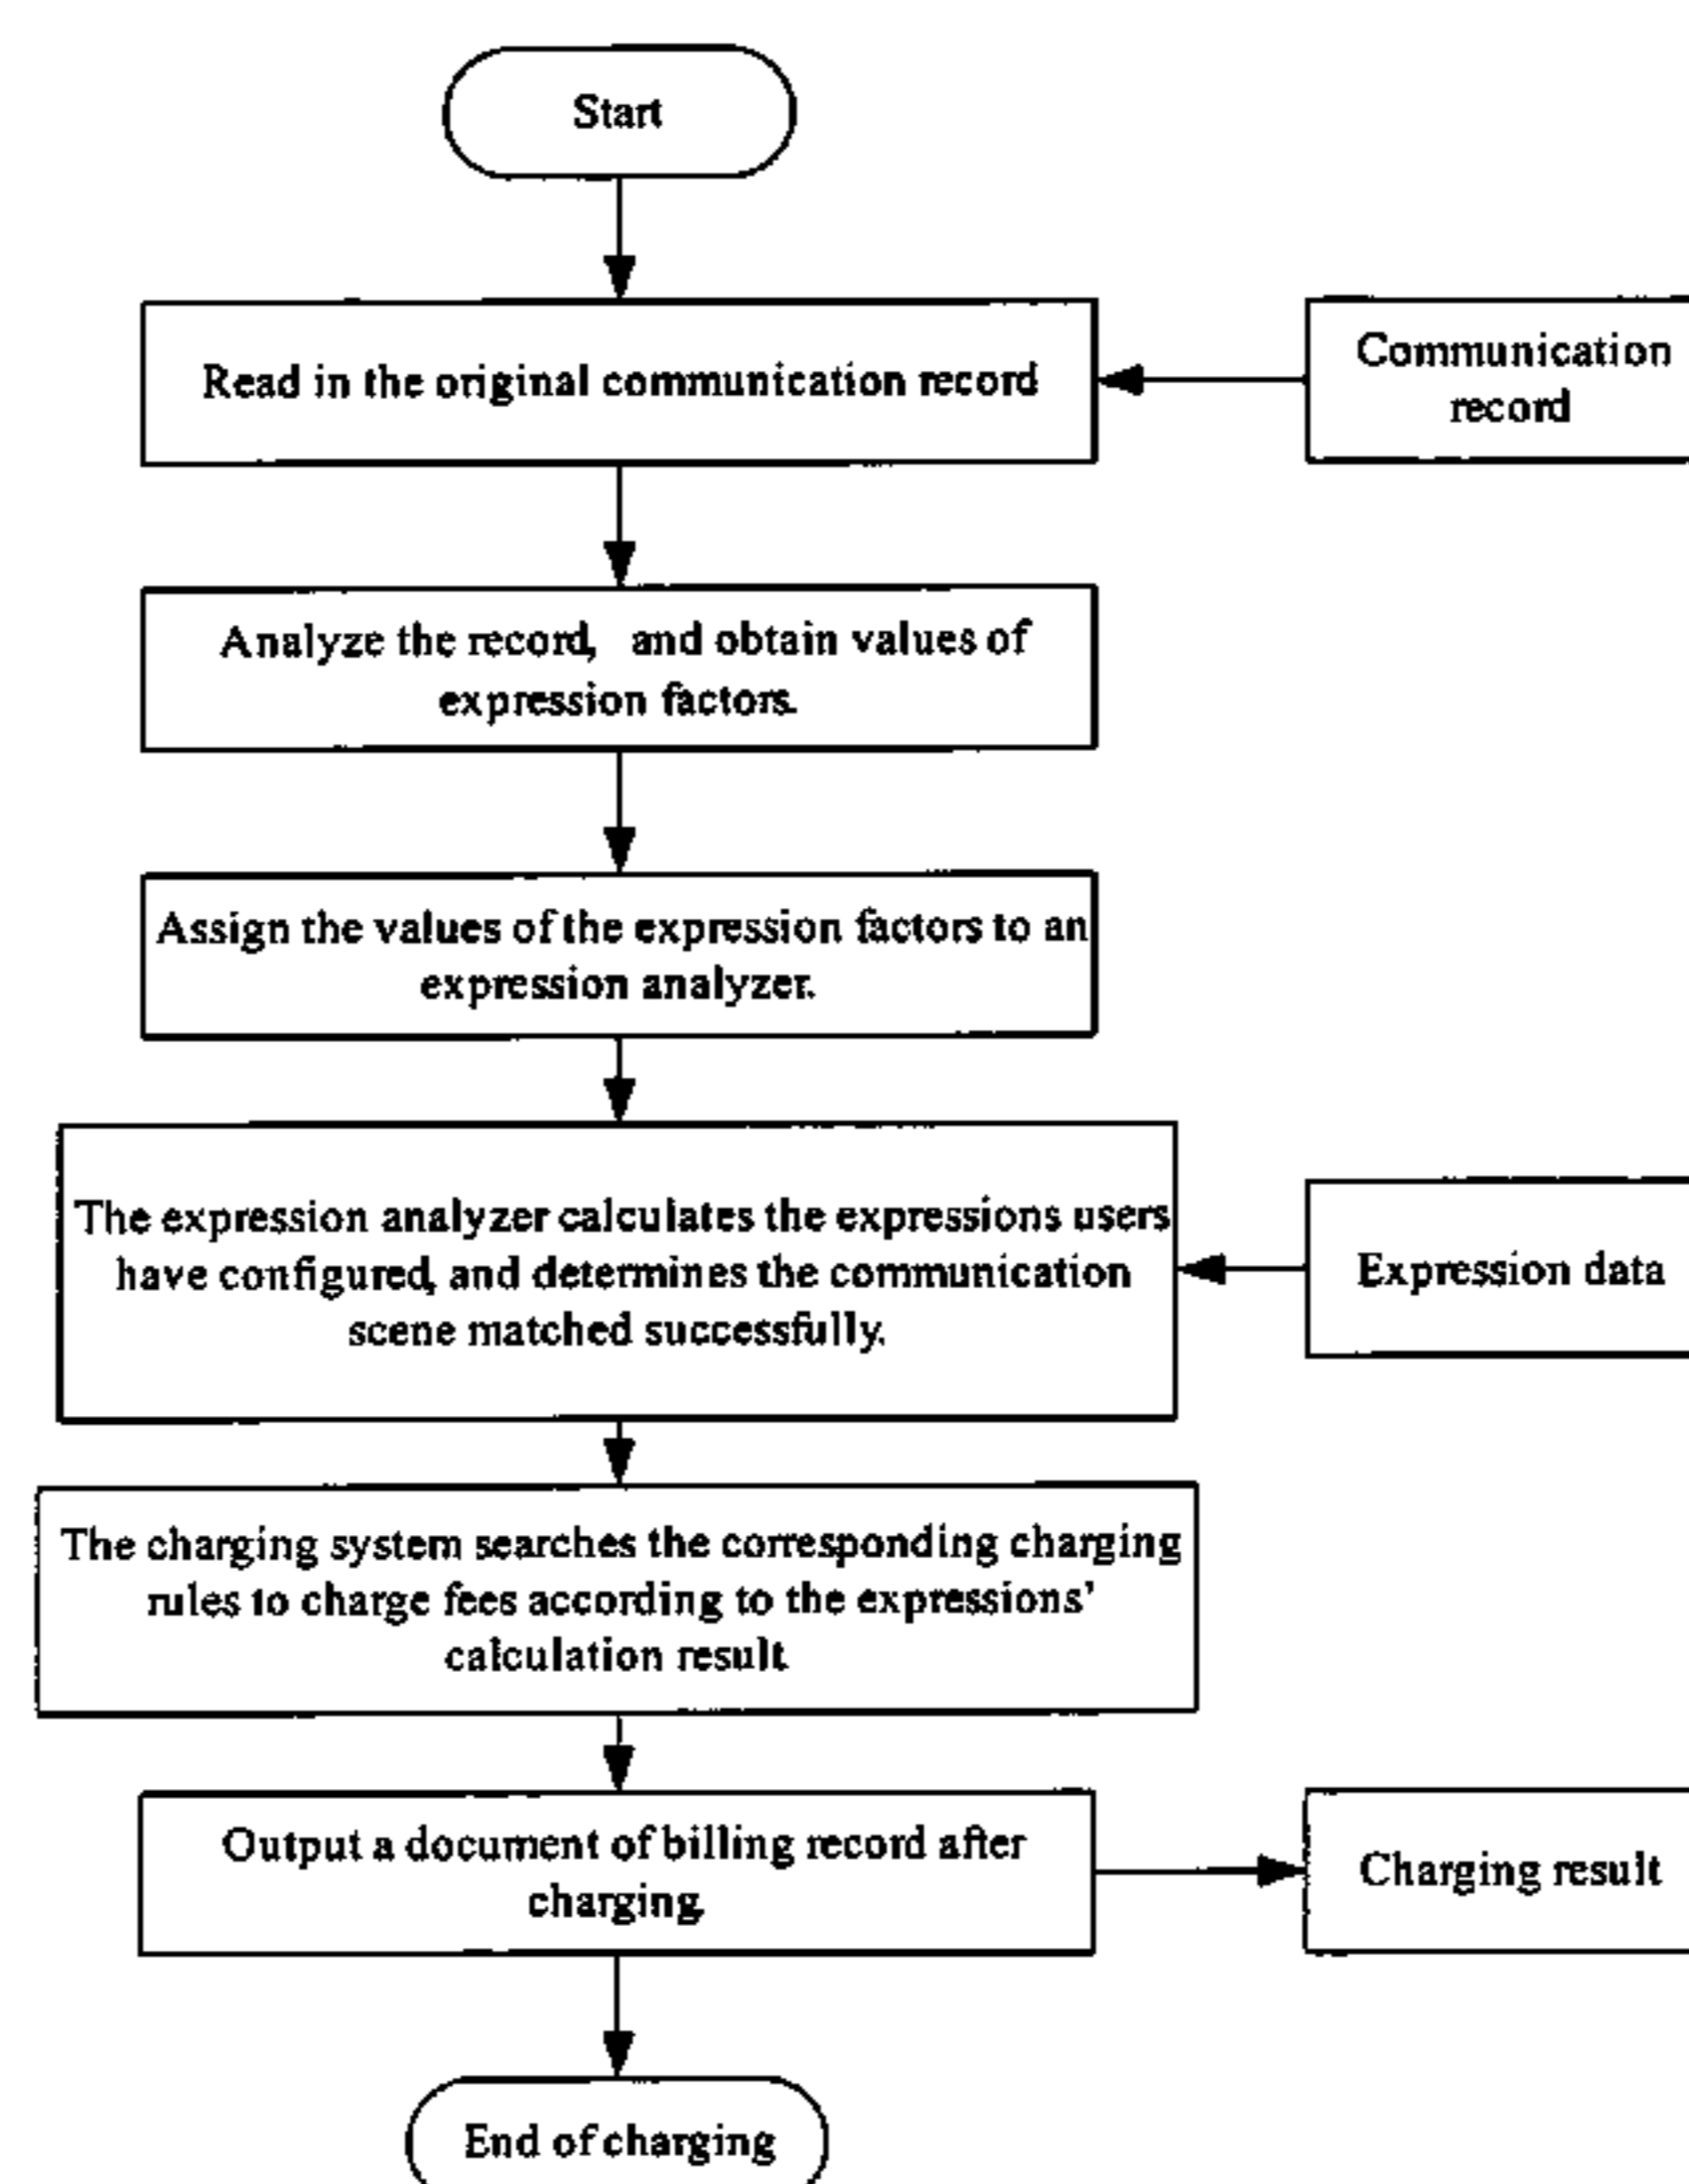 Start
Read in the original communication record
Communication
record
Analyze the record, and obtain values of
expression factors.
Assign the values of the expression factors to an
expression analyzer.
The expression analyzer calculates the expressions users
have configured, and determines the communication
scene matched successfully.
Expression data
The charging system searches the corresponding charging
rules to charge fees according to the expressions'
calculation result
Output a document of billing record after
charging.
Charging result
End of charging